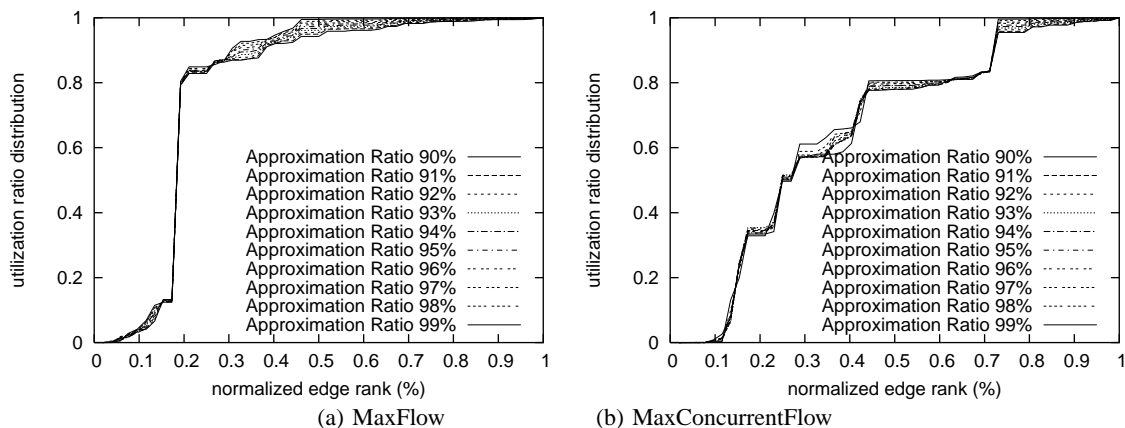 1
0.8
0.6
0.4
0.2
0
utilization ratio distribution
Approximation Ratio 90%
Approximation Ratio 91%
Approximation Ratio 92%
Approximation Ratio 93%
Approximation Ratio 94%
Approximation Ratio 95%
Approximation Ratio 96%
Approximation Ratio 97%
Approximation Ratio 98%
Approximation Ratio 99%
0 0.1 0.2 0.3 0.4 0.5 0.6 0.7 0.8 0.9 1
normalized edge rank (%)
(a) MaxFlow
1
0.8
0.6
0.4
0.2
0
utilization ratio distribution
Approximation Ratio 90%
Approximation Ratio 91%
Approximation Ratio 92%
Approximation Ratio 93%
Approximation Ratio 94%
Approximation Ratio 95%
Approximation Ratio 96%
Approximation Ratio 97%
Approximation Ratio 98%
Approximation Ratio 99%
0 0.1 0.2 0.3 0.4 0.5 0.6 0.7 0.8 0.9 1
normalized edge rank (%)
(b) MaxConcurrentFlow